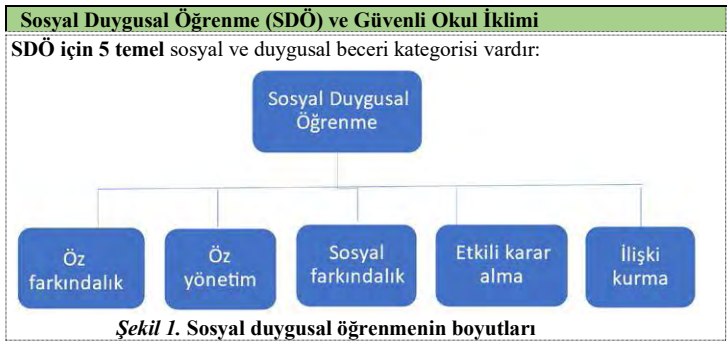 Sosyal Duygusal Öğrenme (SDÖ) ve Güvenli Okul İklimi
SDÖ için 5 temel sosyal ve duygusal beceri kategorisi vardır:
Sosyal Duygusal
Öğrenme
Öz
farkındalık
Öz
yönetim
Sosyal
farkındalık
Etkili karar
alma
İlişki
kurma
Şekil 1. Sosyal duygusal öğrenmenin boyutları